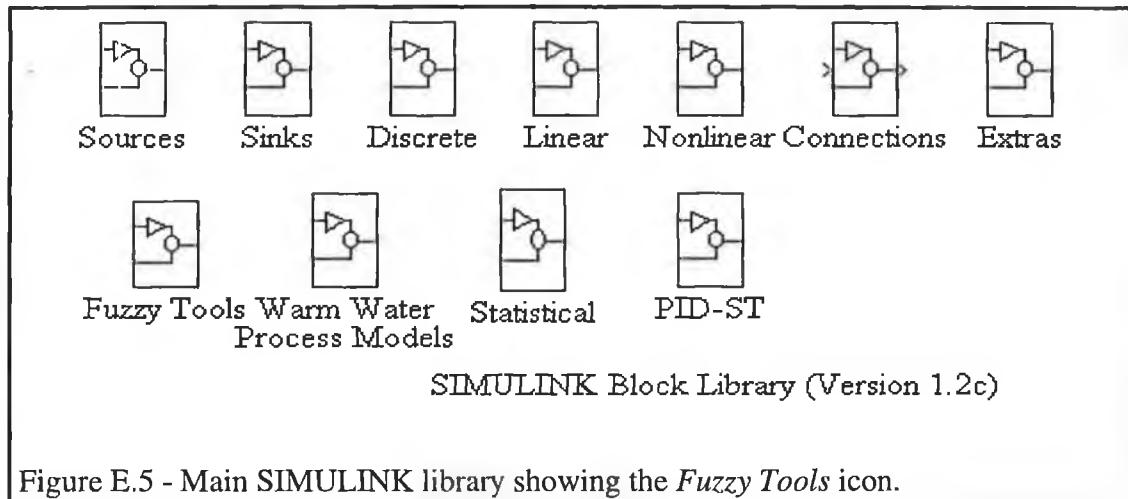 Sources Sinks Discrete Linear Nonlinear Connections Extras
Fuzzy Tools Warm Water Process Models Statistical PID-ST
SIMULINK Block Library (Version 1.2c)
Figure E.5 - Main SIMULINK library showing the Fuzzy Tools icon.